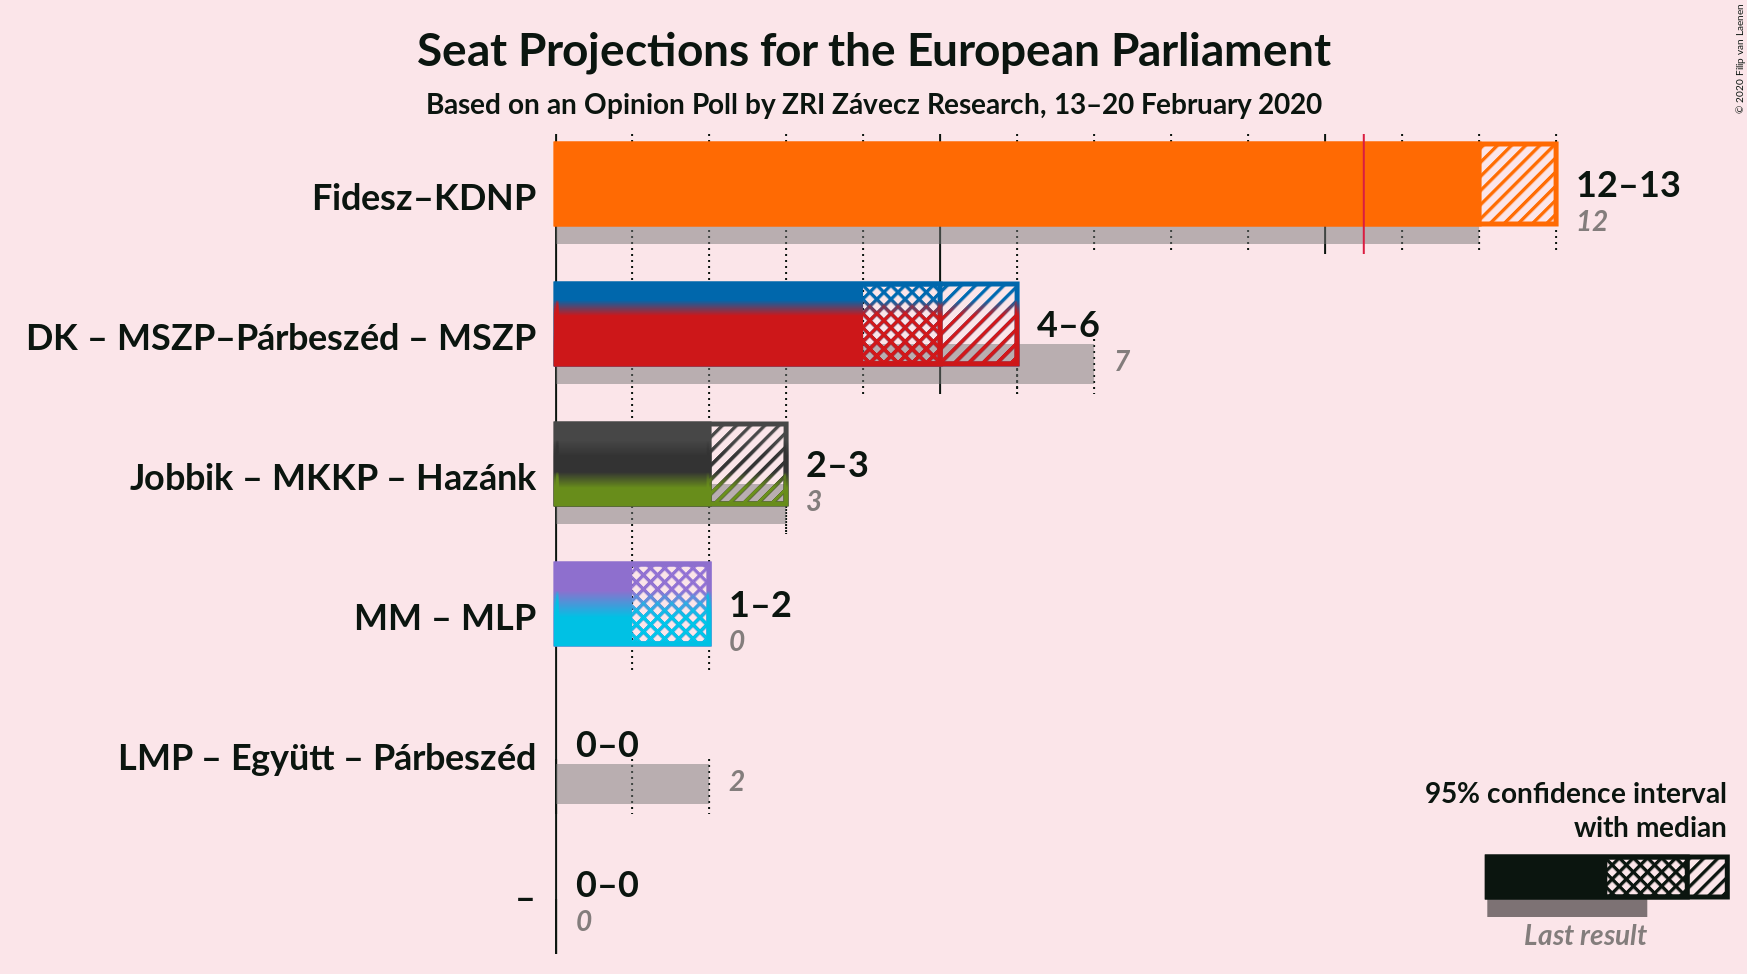 Seat Projections for the European Parliament
Based on an Opinion Poll by ZRI Závecz Research, 13–20 February 2020
© 2020 Filip van Laenen
Fidesz–KDNP
12–13
12
DK – MSZP–Párbeszéd – MSZP
4–6
7
Jobbik – MKKP – Hazánk
2–3
3
MM – MLP
1–2
0
LMP – Együtt – Párbeszéd
0–0
2
–
0–0
0
95% confidence interval
with median
Last result